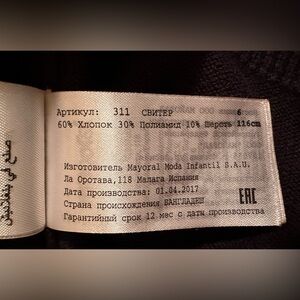 Артикул: 311 СВИТЕР 6
60% Хлопок 30% Полиамид 10% Шерсть 116cm
Изготовитель Mayoral Moda Infantil S.A.U.
Ла Оротава,118 Малага Испания
Дата производства: 01.04.2017
Страна происхождения БАНГЛАДЕШ
Гарантийный срок 12 мес с даты производства
EAC